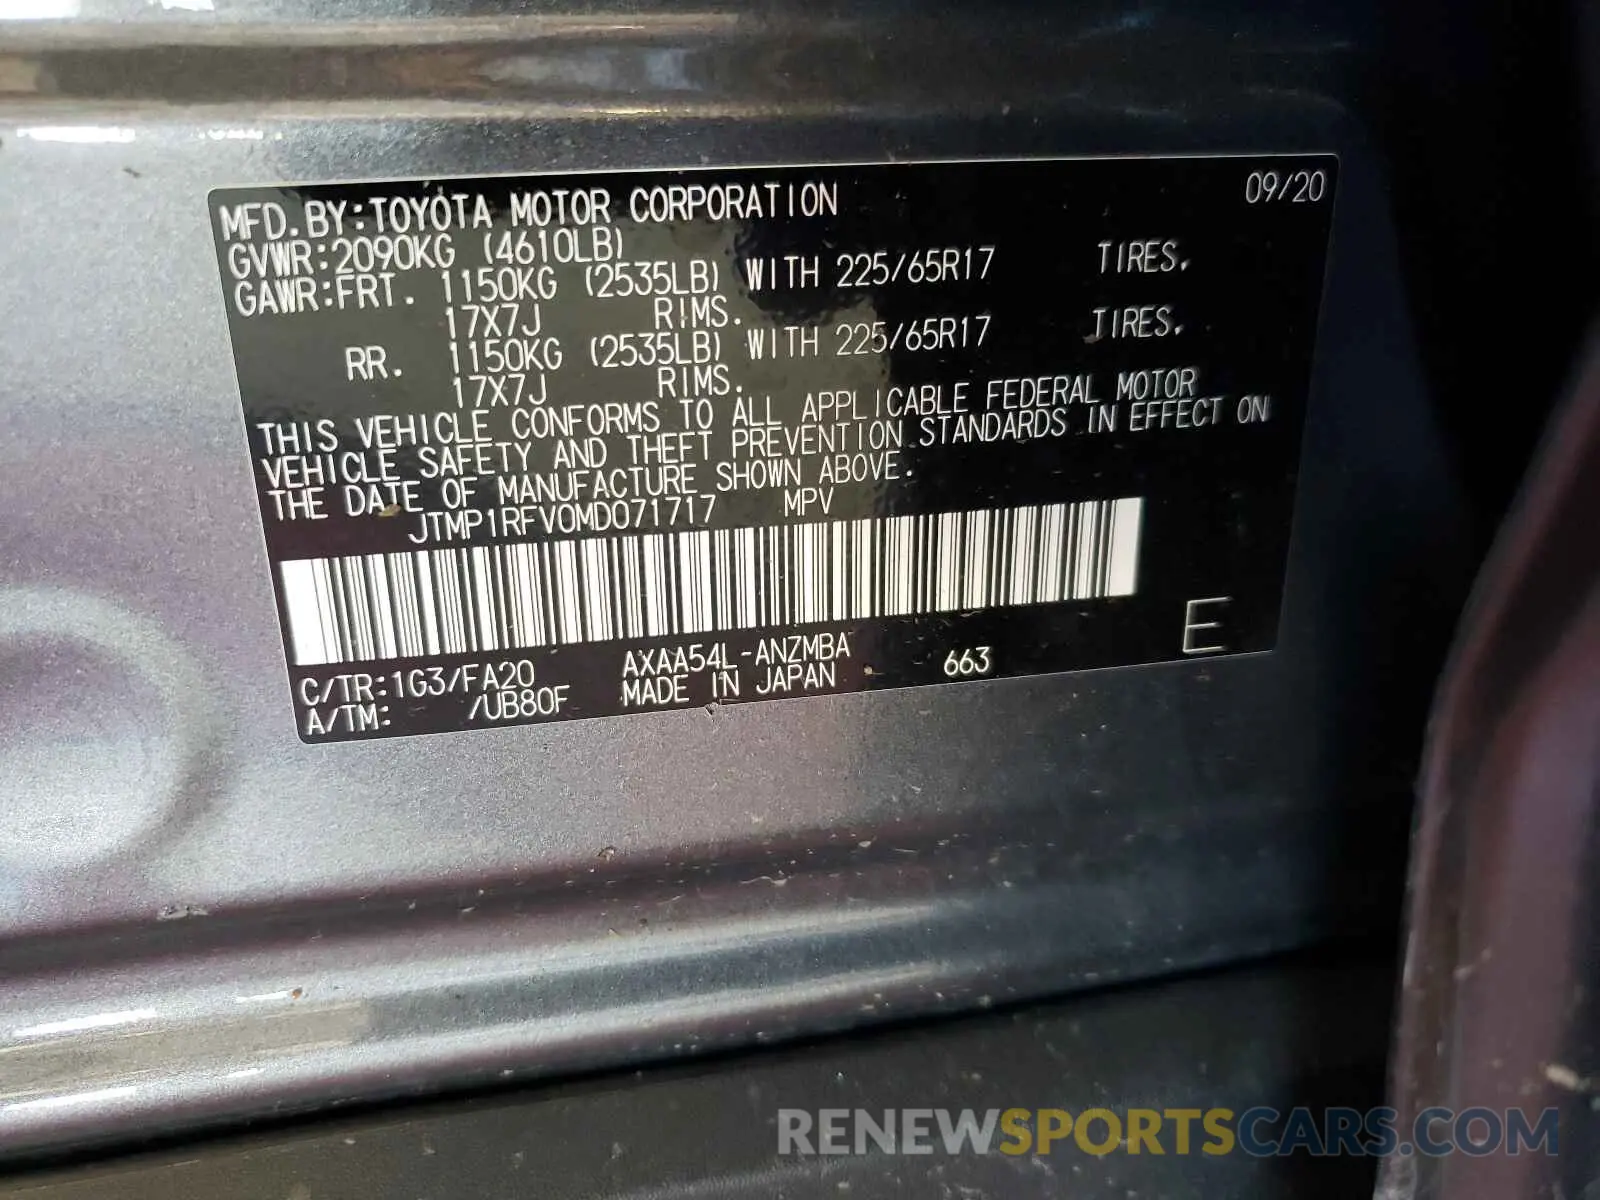 MFD. BY:TOYOTA MOTOR CORPORATION 09/20
GVWR:2090KG (4610LB)
GAWR:FRT. 1150KG (2535LB) WITH 225/65R17 TIRES,
17X7J RIMS.
RR. 1150KG (2535LB) WITH 225/65R17 TIRES,
17X7J RIMS.
THIS VEHICLE CONFORMS TO ALL APPLICABLE FEDERAL MOTOR
VEHICLE SAFETY AND THEFT PREVENTION STANDARDS IN EFFECT ON
THE DATE OF MANUFACTURE SHOWN ABOVE.
JTMP1RFV0MD071717 MPV
C/TR:1G3/FA20 AXAA54L-ANZMBA 663 E
A/TM: /UB80F MADE IN JAPAN
RENEWSPORTSCARS.COM